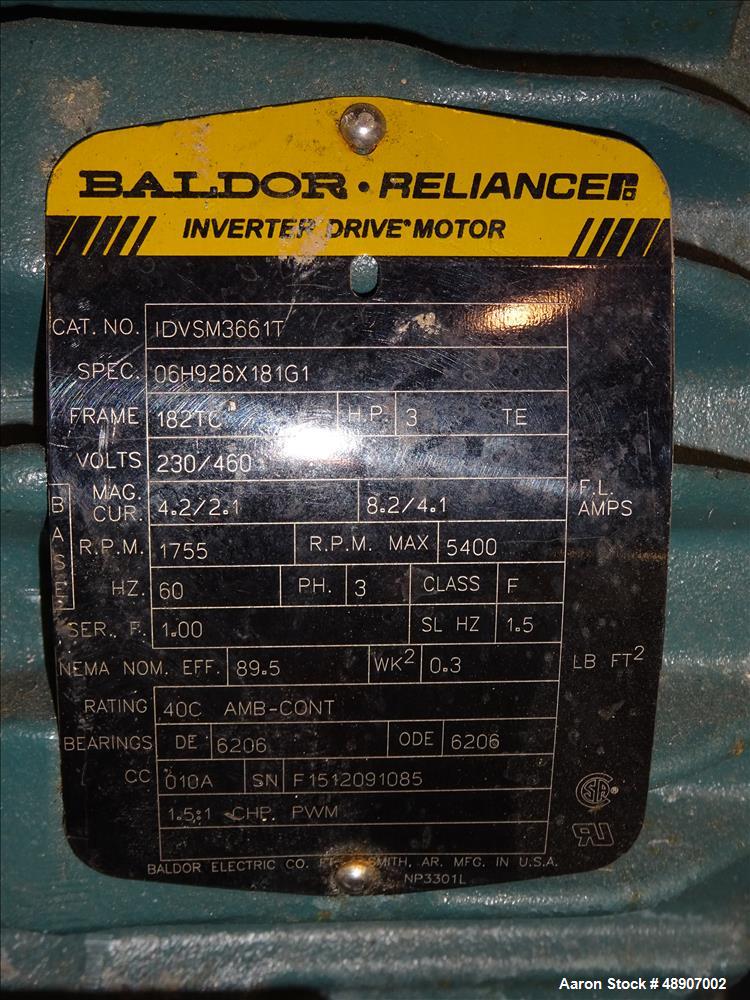 BALDOR · RELIANCE
INVERTER DRIVE® MOTOR
CAT. NO. IDVSM3661T
SPEC. 06H926X181G1
FRAME 182TC H.P. 3 TE
VOLTS 230/460
BASE
MAG. CUR. 4.2/2.1 8.2/4.1 F.L. AMPS
R.P.M. 1755 R.P.M. MAX 5400
HZ. 60 PH. 3 CLASS F
SER. F. 1.00 SL HZ 1.5
NEMA NOM. EFF. 89.5 WK2 0.3 LB FT2
RATING 40C AMB-CONT
BEARINGS DE 6206 ODE 6206
CC 010A SN F1512091085
1.5:1 CHP PWM
BALDOR ELECTRIC CO. FT. SMITH, AR. MFG. IN U.S.A.
NP3301L
Aaron Stock # 48907002